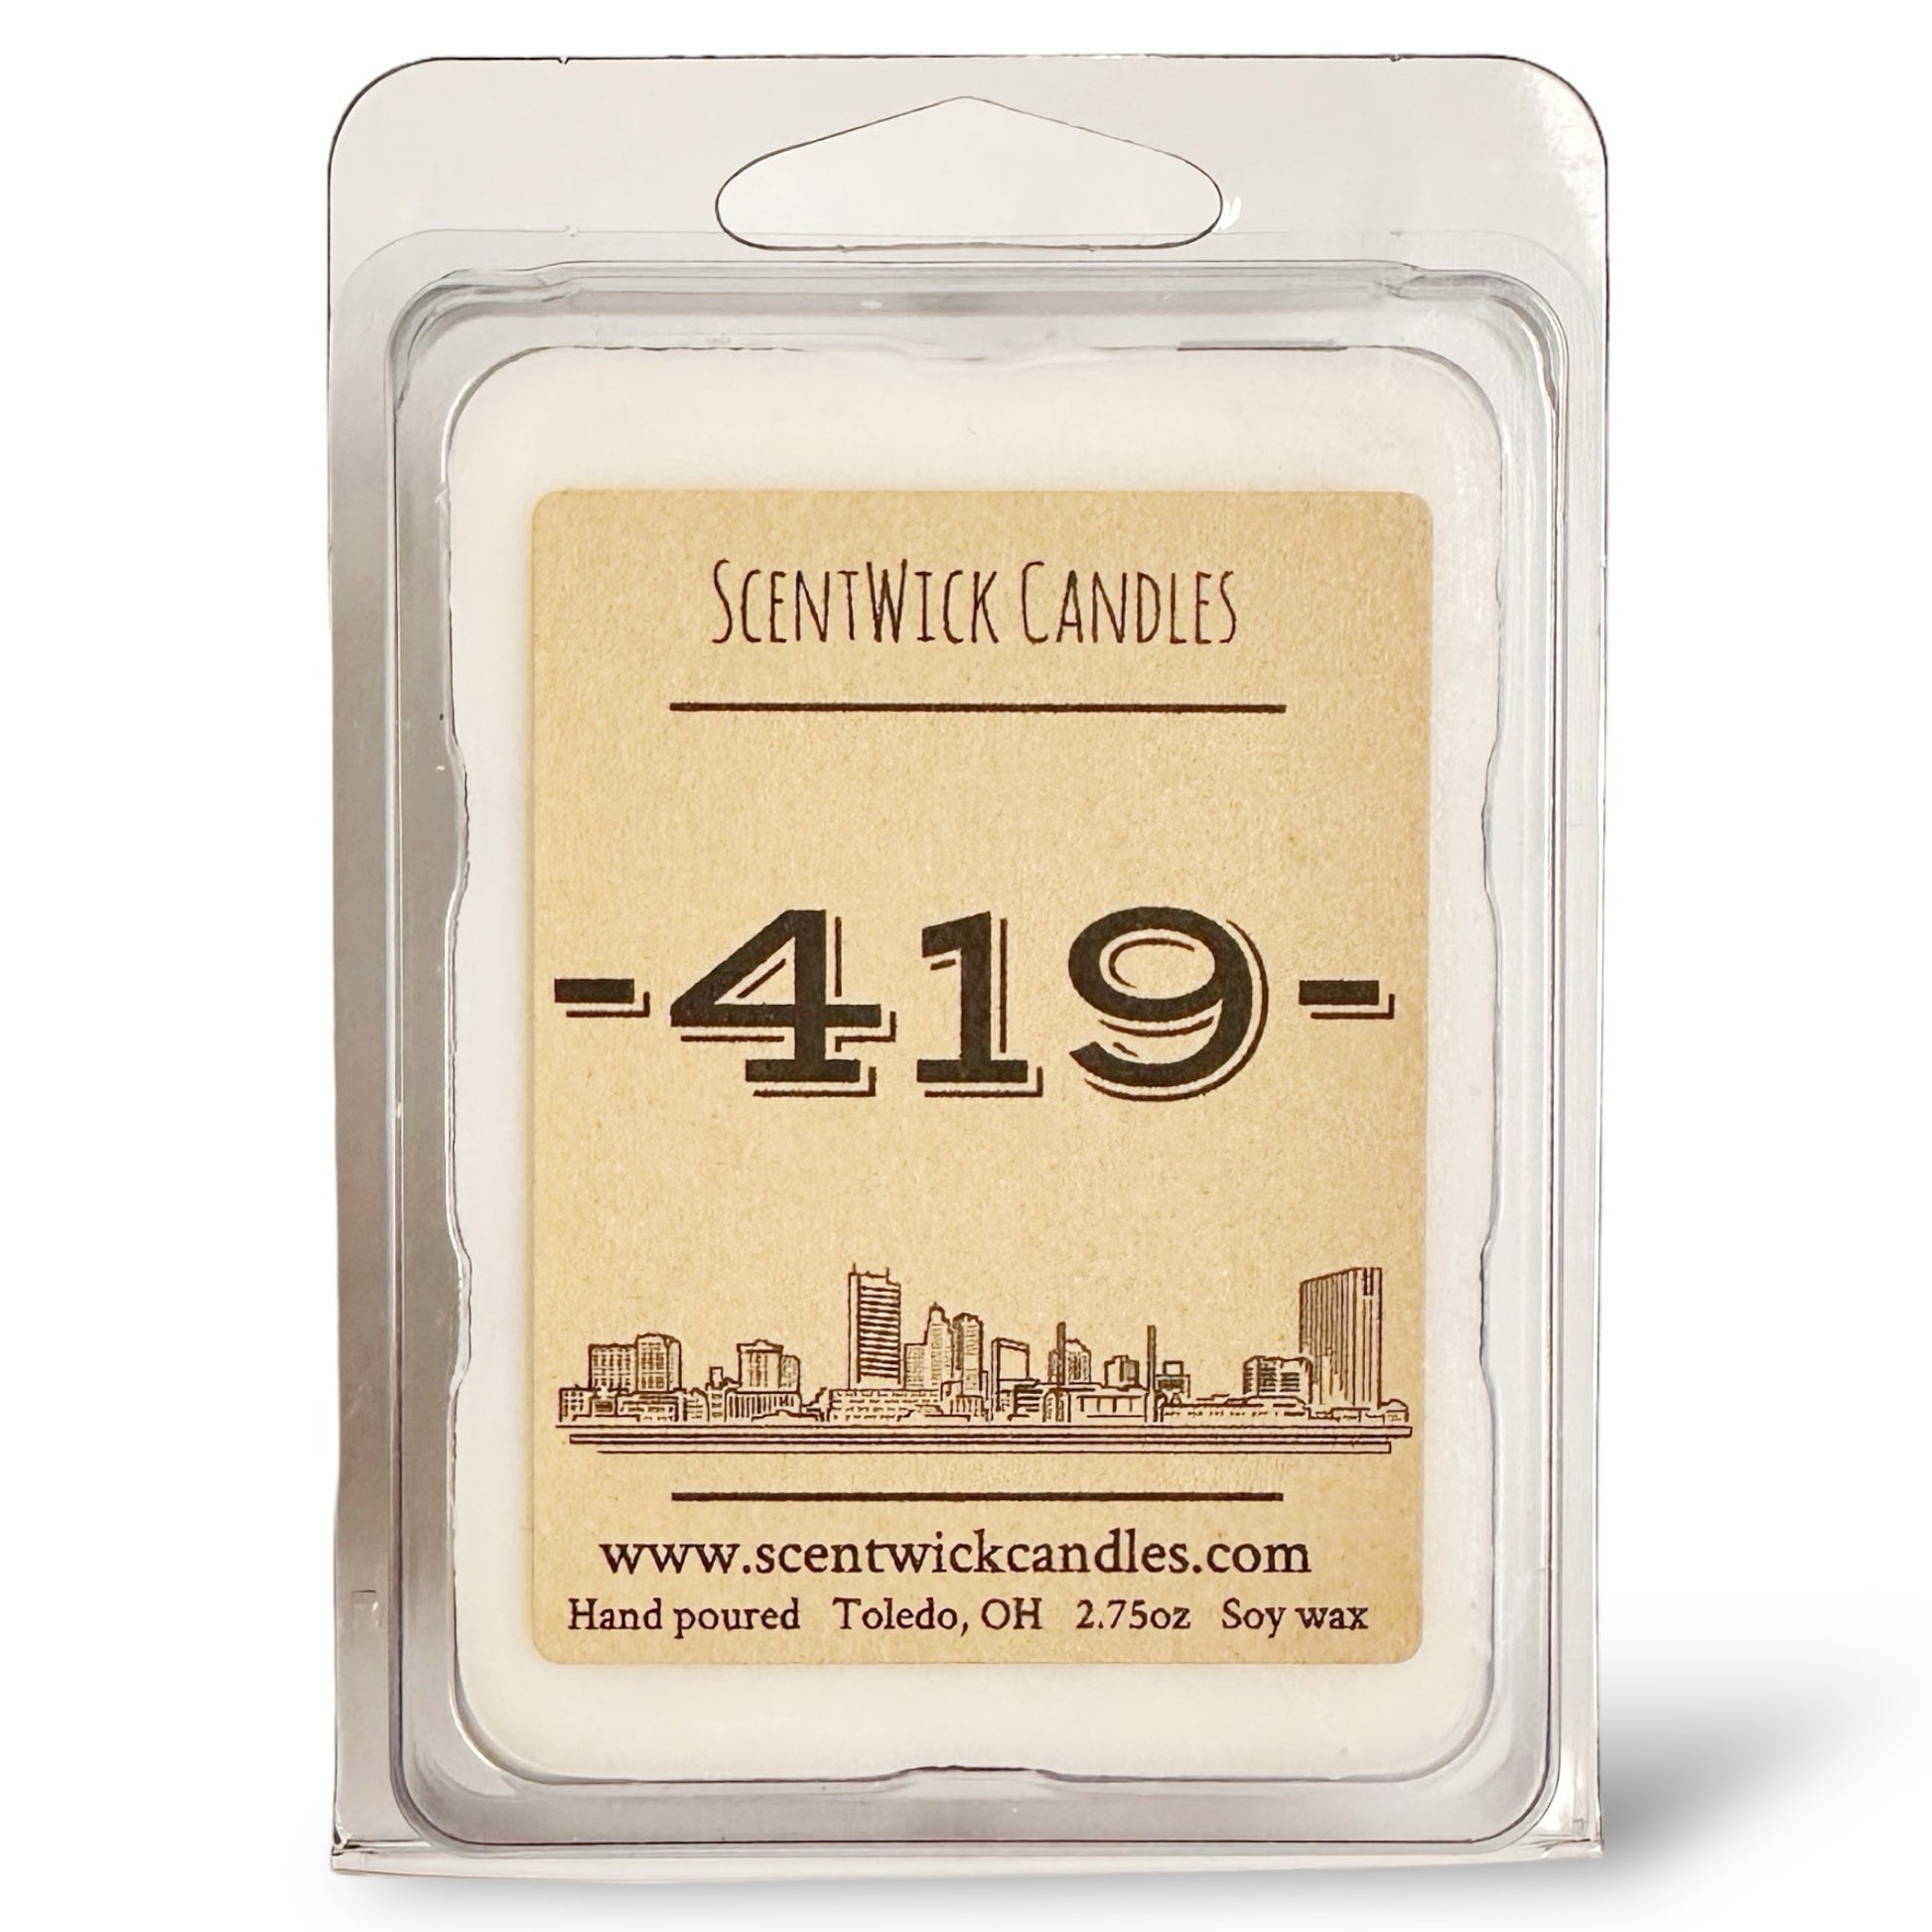 ScentWick Candles
-419-
www.scentwickcandles.com
Hand poured Toledo, OH 2.75oz Soy wax